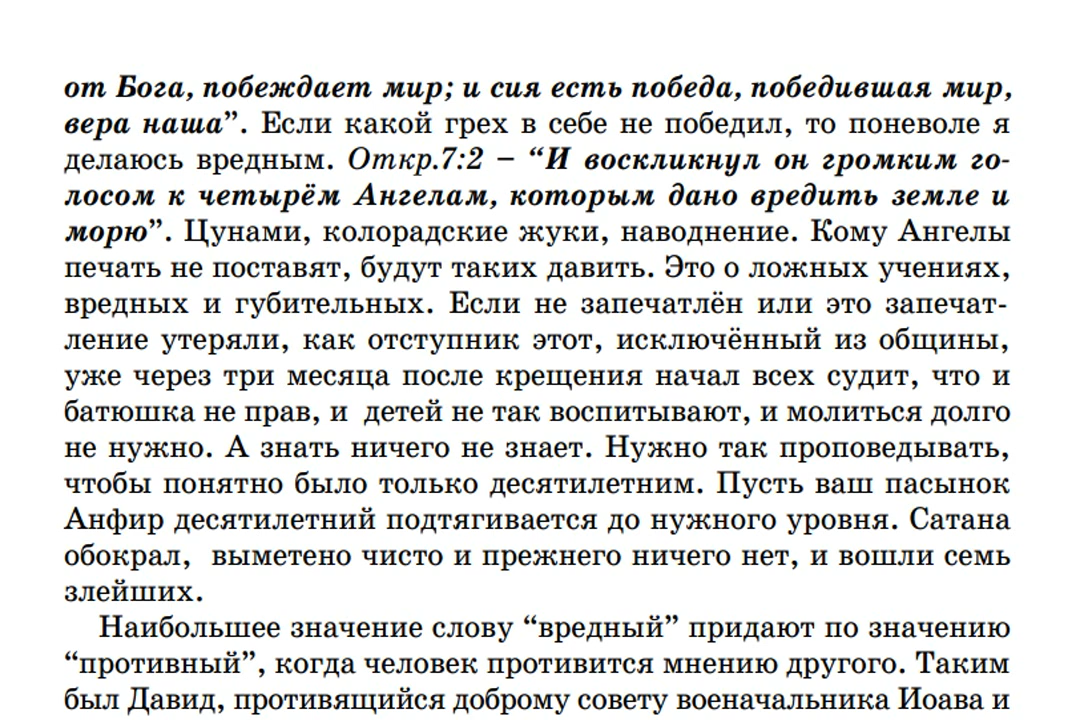 от Бога, побеждает мир; и сия есть победа, победившая мир,
вера наша”. Если какой грех в себе не победил, то поневоле я
делаюсь вредным. Откр.7:2 – “И воскликнул он громким го-
лосом к четырём Ангелам, которым дано вредить земле и
морю”. Цунами, колорадские жуки, наводнение. Кому Ангелы
печать не поставят, будут таких давить. Это о ложных учениях,
вредных и губительных. Если не запечатлён или это запечат-
ление утеряли, как отступник этот, исключённый из общины,
уже через три месяца после крещения начал всех судит, что и
батюшка не прав, и детей не так воспитывают, и молиться долго
не нужно. А знать ничего не знает. Нужно так проповедывать,
чтобы понятно было только десятилетним. Пусть ваш пасынок
Анфир десятилетний подтягивается до нужного уровня. Сатана
обокрал, выметено чисто и прежнего ничего нет, и вошли семь
злейших.
Наибольшее значение слову “вредный” придают по значению
“противный”, когда человек противится мнению другого. Таким
был Давид, противящийся доброму совету военачальника Иоава и